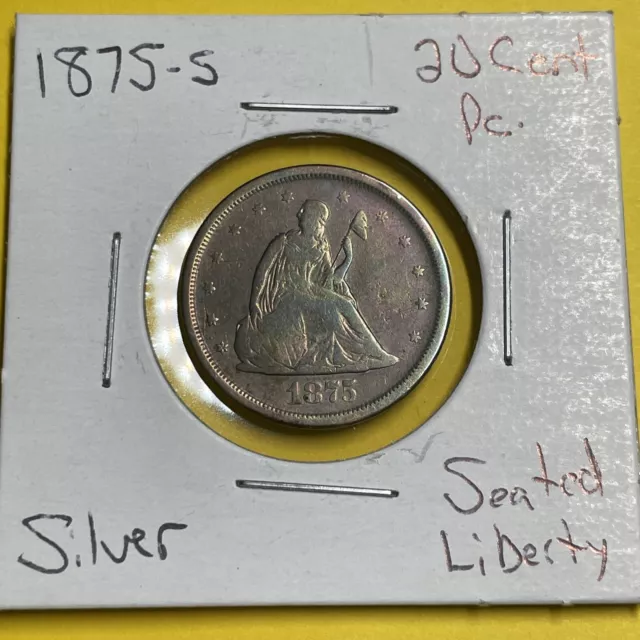 1875-S
20 Cent
Pc.
1875
Silver
Seated
Liberty